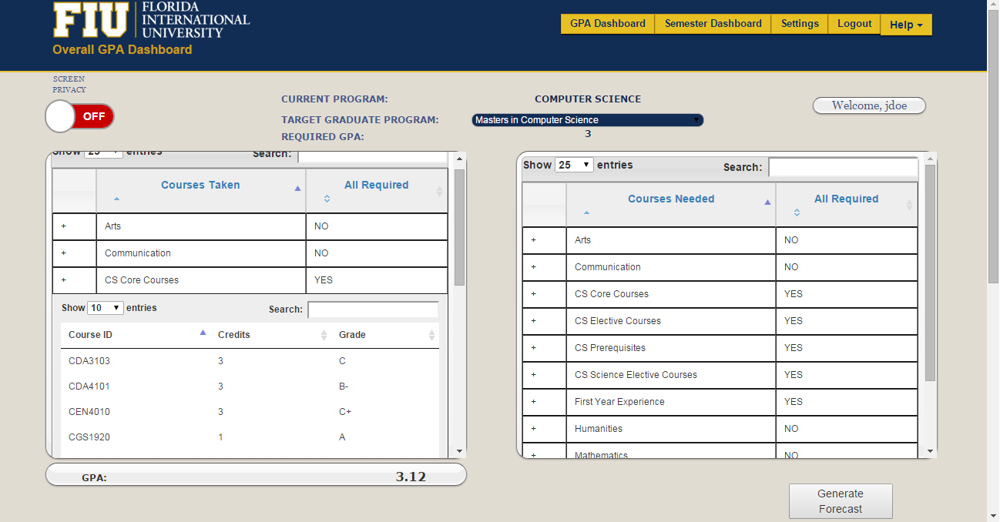 FIU FLORIDA INTERNATIONAL UNIVERSITY
Overall GPA Dashboard
GPA Dashboard Semester Dashboard Settings Logout Help
SCREEN
PRIVACY
OFF
CURRENT PROGRAM: COMPUTER SCIENCE
TARGET GRADUATE PROGRAM: Masters in Computer Science
REQUIRED GPA: 3
Welcome, jdoe
Show 25 entries Search:
Courses Taken All Required
+ Arts NO
+ Communication NO
+ CS Core Courses YES
Show 10 entries Search:
Course ID Credits Grade
CDA3103 3 C
CDA4101 3 B-
CEN4010 3 C+
CGS1920 1 A
GPA: 3.12
Show 25 entries Search:
Courses Needed All Required
+ Arts NO
+ Communication NO
+ CS Core Courses YES
+ CS Elective Courses YES
+ CS Prerequisites YES
+ CS Science Elective Courses YES
+ First Year Experience YES
+ Humanities NO
+ Mathematics NO
Generate
Forecast